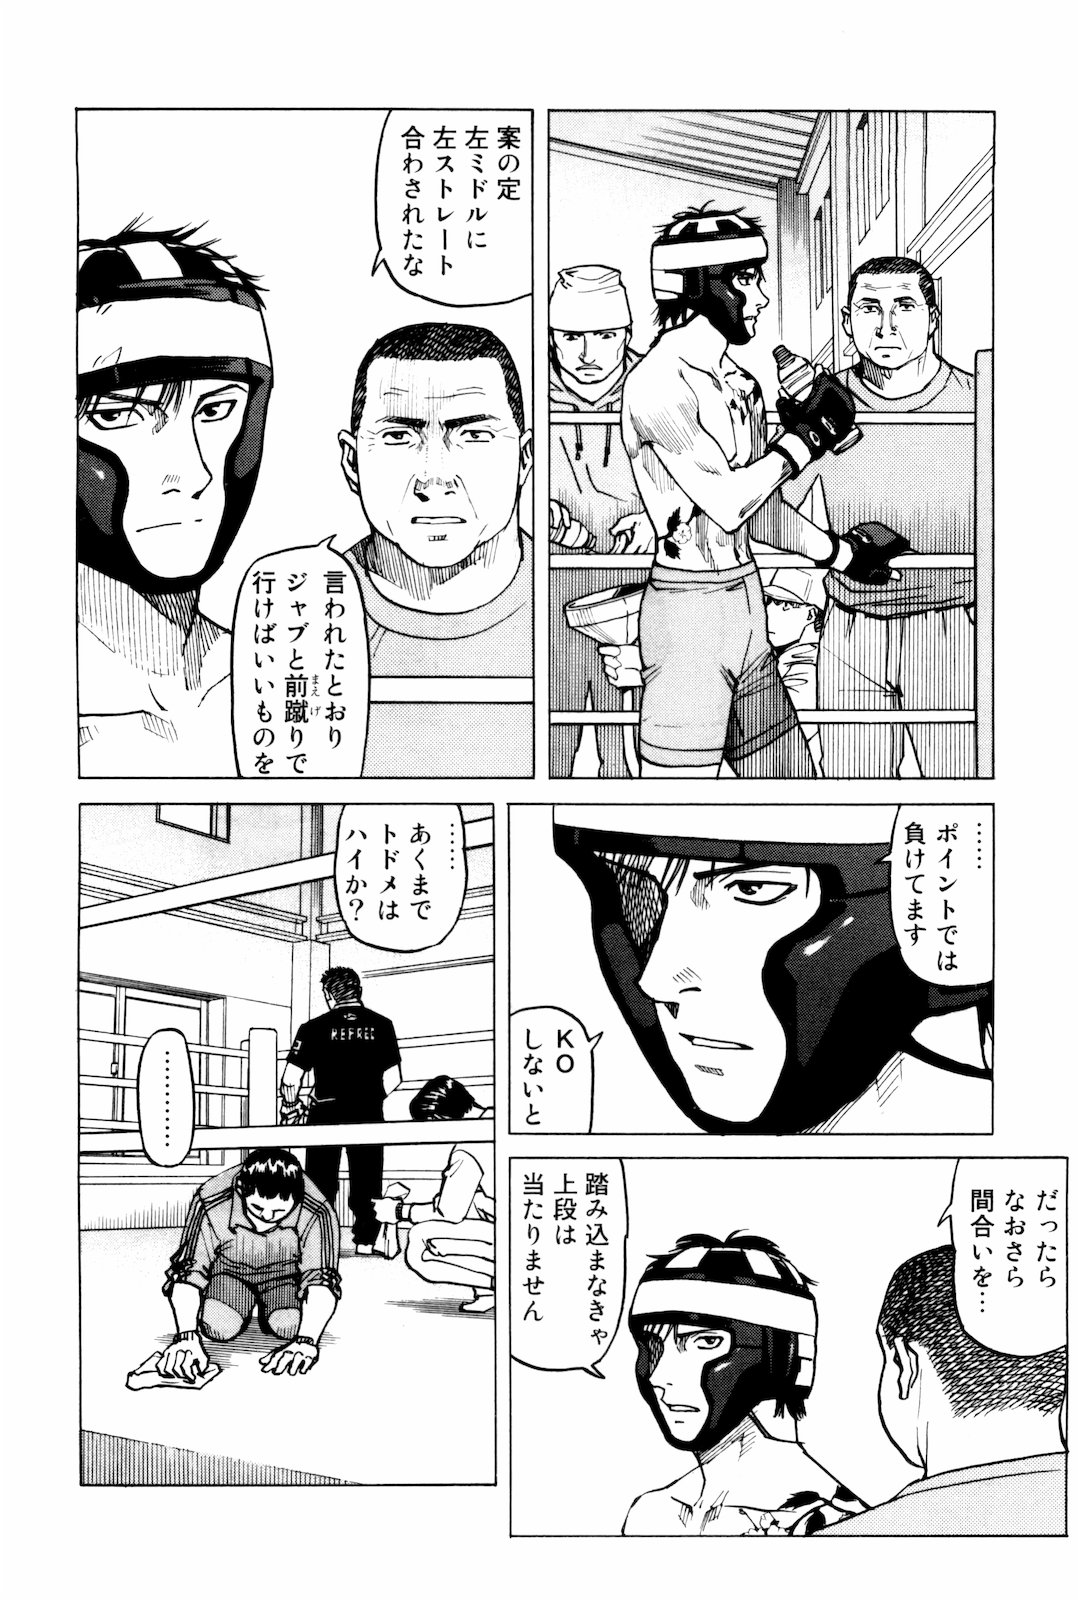 案の定
左ミドルに
左ストレート
合わされたな
言われたとおり
ジャブと前蹴りで
まえげ
行けばいいものを
……
ポイントでは
負けてます
KO
しないと
だったら
なおさら
間合いを…
踏み込まなきゃ
上段は
当たりません
……
あくまで
トドメは
ハイか?
…………
REFREE